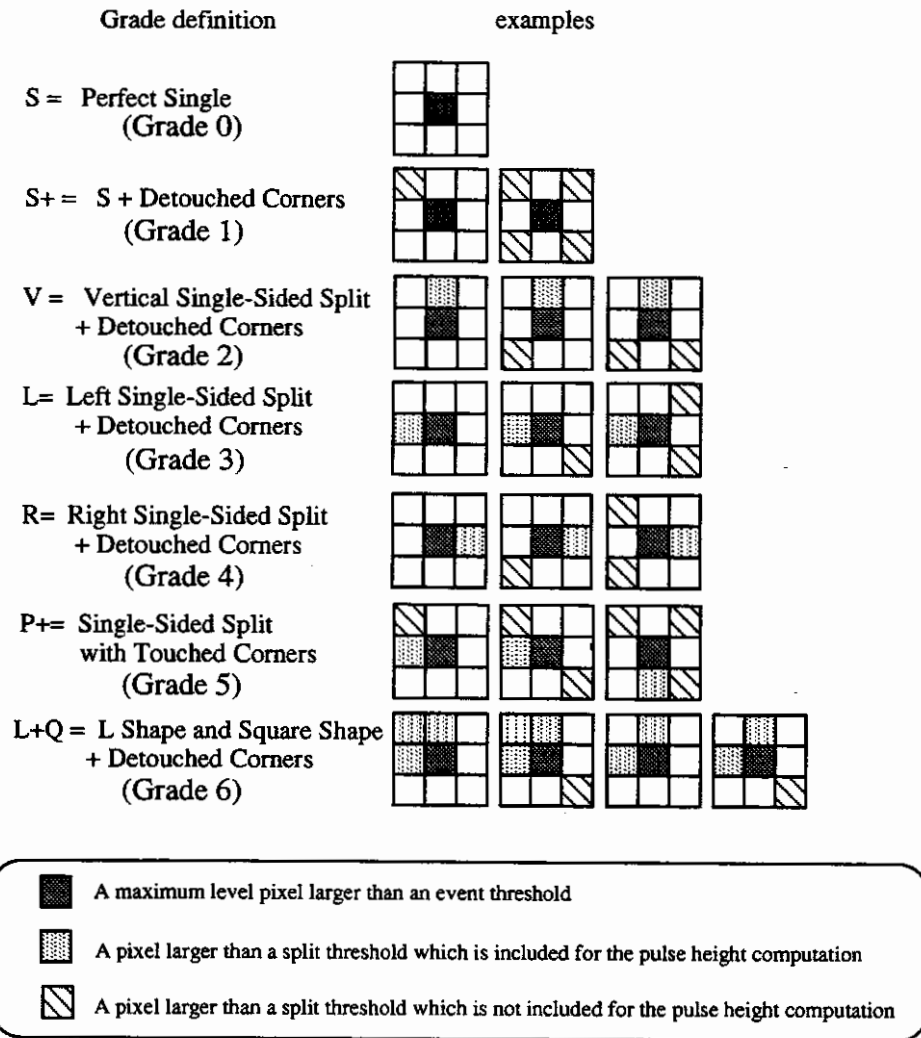 Grade definition
examples
S = Perfect Single
(Grade 0)
S+ = S + Detouched Corners
(Grade 1)
V = Vertical Single-Sided Split
+ Detouched Corners
(Grade 2)
L= Left Single-Sided Split
+ Detouched Corners
(Grade 3)
R= Right Single-Sided Split
+ Detouched Corners
(Grade 4)
P+= Single-Sided Split
with Touched Corners
(Grade 5)
L+Q = L Shape and Square Shape
+ Detouched Corners
(Grade 6)
A maximum level pixel larger than an event threshold
A pixel larger than a split threshold which is included for the pulse height computation
A pixel larger than a split threshold which is not included for the pulse height computation